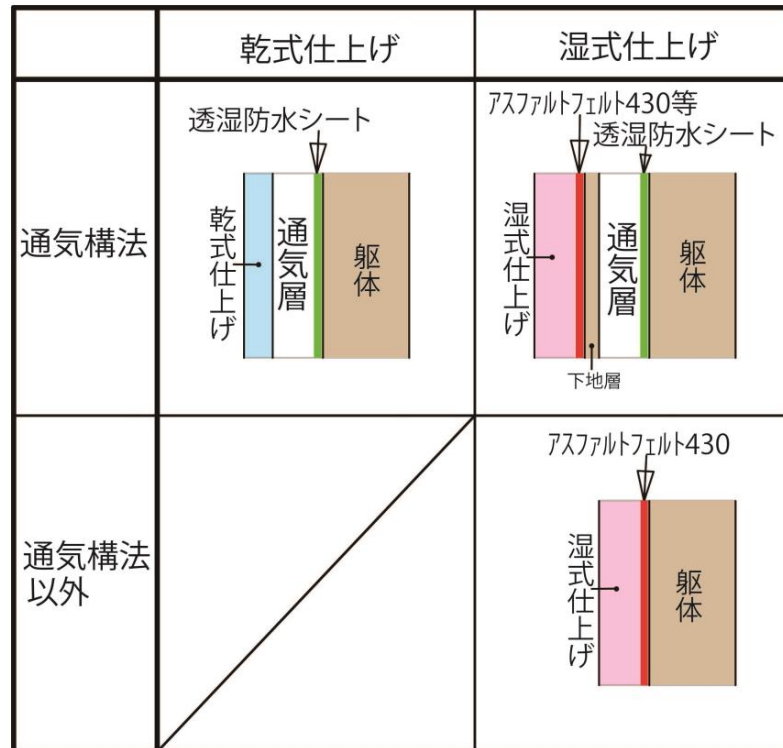 乾式仕上げ
湿式仕上げ
通気構法
透湿防水シート
乾式仕上げ
通気層
躯体
アスファルトフェルト430等
透湿防水シート
湿式仕上げ
通気層
躯体
下地層
通気構法
以外
アスファルトフェルト430
湿式仕上げ
躯体